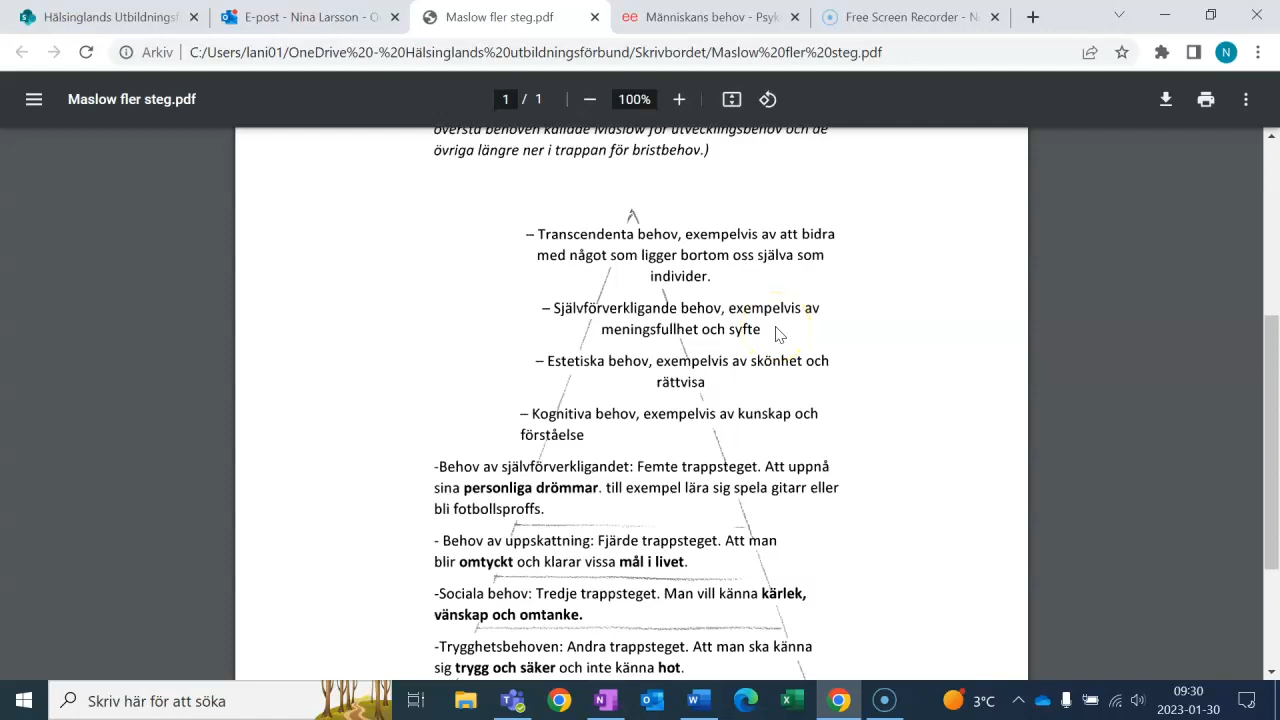 Hälsinglands Utbildningsf
E-post - Nina Larsson - O
Maslow fler steg.pdf
Människans behov - Psyk
Free Screen Recorder - Na
Arkiv
C:/Users/lani01/OneDrive%20-%20Hälsinglands%20utbildningsförbund/Skrivbordet/Maslow%20fler%20steg.pdf
N
Maslow fler steg.pdf
1 / 1
100%
översta behoven kallade Maslow för utvecklingsbehov och de
övriga längre ner i trappan för bristbehov.)
– Transcendenta behov, exempelvis av att bidra
med något som ligger bortom oss själva som
individer.
– Självförverkligande behov, exempelvis av
meningsfullhet och syfte
– Estetiska behov, exempelvis av skönhet och
rättvisa
– Kognitiva behov, exempelvis av kunskap och
förståelse
-Behov av självförverkligandet: Femte trappsteget. Att uppnå
sina personliga drömmar. till exempel lära sig spela gitarr eller
bli fotbollsproffs.
- Behov av uppskattning: Fjärde trappsteget. Att man
blir omtyckt och klarar vissa mål i livet.
-Sociala behov: Tredje trappsteget. Man vill känna kärlek,
vänskap och omtanke.
-Trygghetsbehoven: Andra trappsteget. Att man ska känna
sig trygg och säker och inte känna hot.
Skriv här för att söka
3°C
09:30
2023-01-30